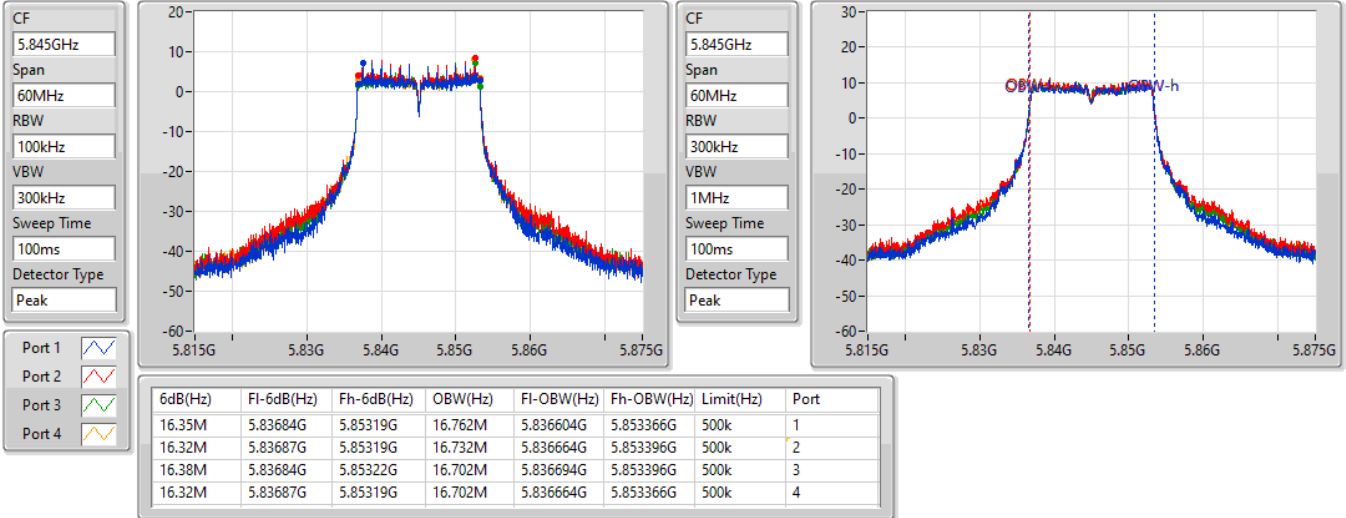 CF
5.845GHz
Span
60MHz
RBW
100kHz
VBW
300kHz
Sweep Time
100ms
Detector Type
Peak
20
10
0
-10
-20
-30
-40
-50
-60
5.815G 5.83G 5.84G 5.85G 5.86G 5.875G
CF
5.845GHz
Span
60MHz
RBW
300kHz
VBW
1MHz
Sweep Time
100ms
Detector Type
Peak
30
20
10
0
-10
-20
-30
-40
-50
-60
OBW-h
5.815G 5.83G 5.84G 5.85G 5.86G 5.875G
Port 1
Port 2
Port 3
Port 4
6dB(Hz) Fl-6dB(Hz) Fh-6dB(Hz) OBW(Hz) Fl-OBW(Hz) Fh-OBW(Hz) Limit(Hz) Port
16.35M 5.83684G 5.85319G 16.762M 5.836604G 5.853366G 500k 1
16.32M 5.83687G 5.85319G 16.732M 5.836664G 5.853396G 500k 2
16.38M 5.83684G 5.85322G 16.702M 5.836694G 5.853396G 500k 3
16.32M 5.83687G 5.85319G 16.702M 5.836664G 5.853366G 500k 4